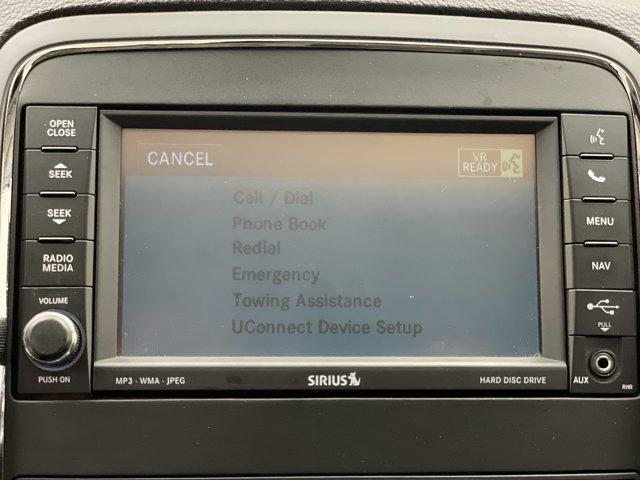 OPEN
CLOSE
SEEK
SEEK
RADIO
MEDIA
VOLUME
PUSH ON
CANCEL
VR
READY
Call / Dial
Phone Book
Redial
Emergency
Towing Assistance
UConnect Device Setup
MP3 · WMA · JPEG
SIRIUS
HARD DISC DRIVE
MENU
NAV
PULL
AUX
RHR